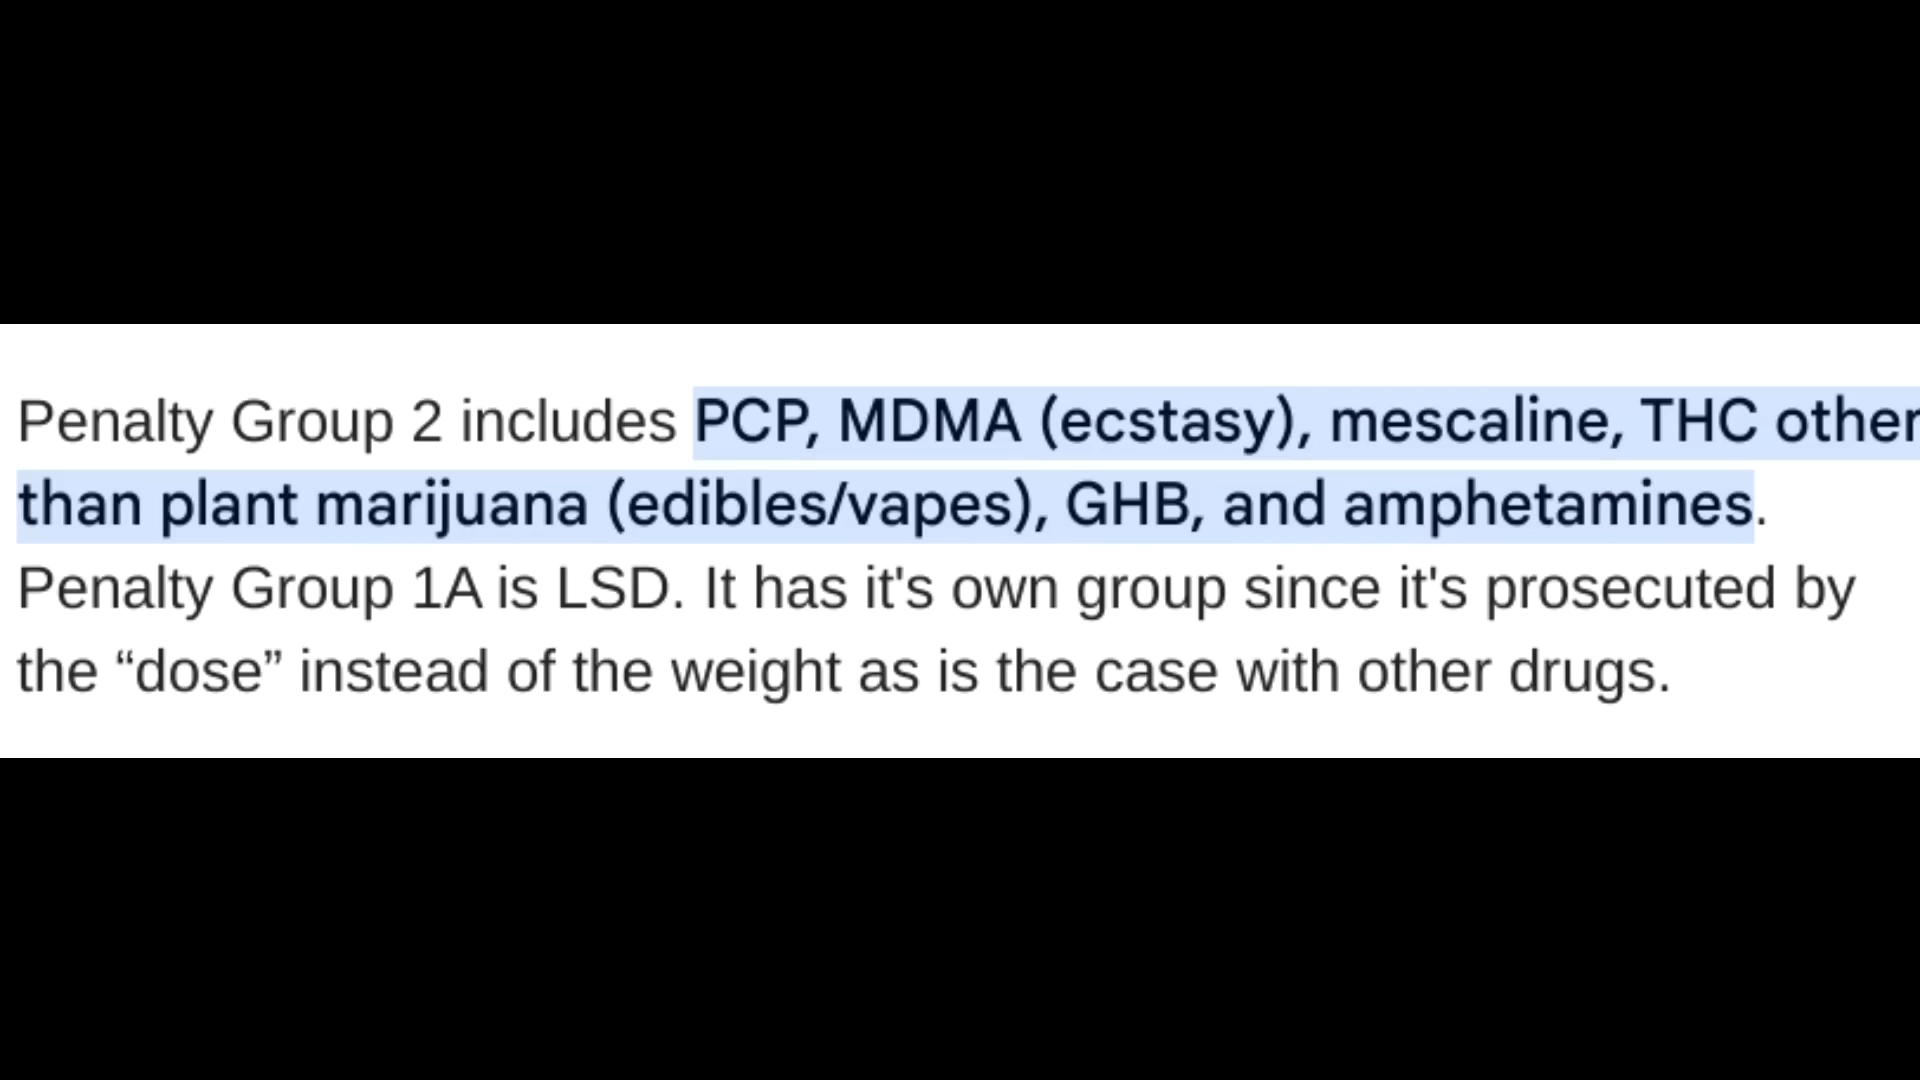 Penalty Group 2 includes PCP, MDMA (ecstasy), mescaline, THC other
than plant marijuana (edibles/vapes), GHB, and amphetamines.
Penalty Group 1A is LSD. It has it's own group since it's prosecuted by
the “dose” instead of the weight as is the case with other drugs.